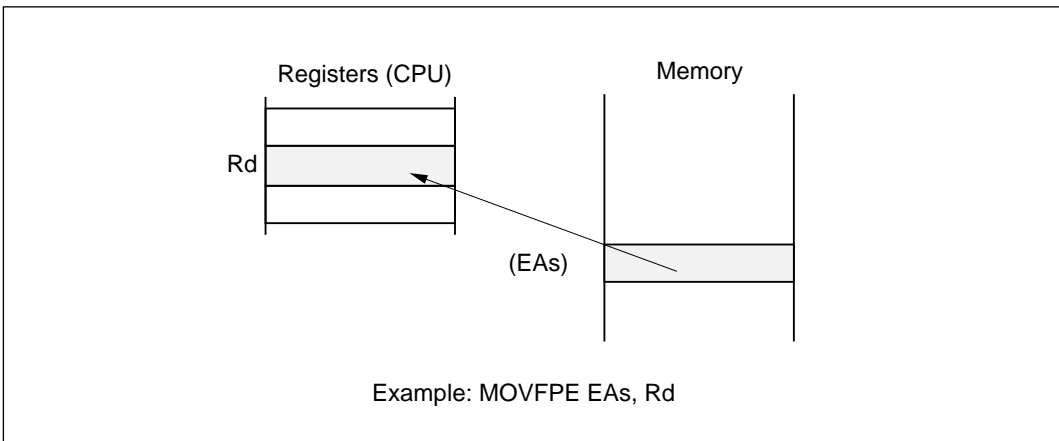 Registers (CPU)
Memory
Rd
(EAs)
Example: MOVFPE EAs, Rd